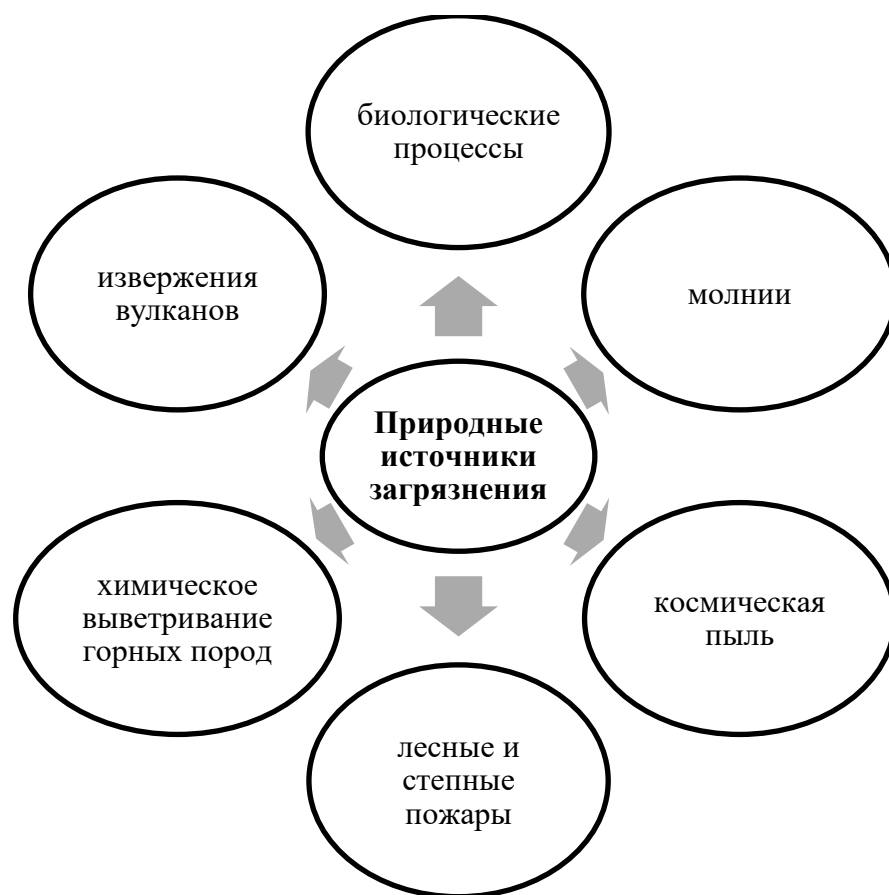 биологические
процессы
извержения
вулканов
молнии
Природные
источники
загрязнения
химическое
выветривание
горных пород
космическая
пыль
лесные и
степные
пожары